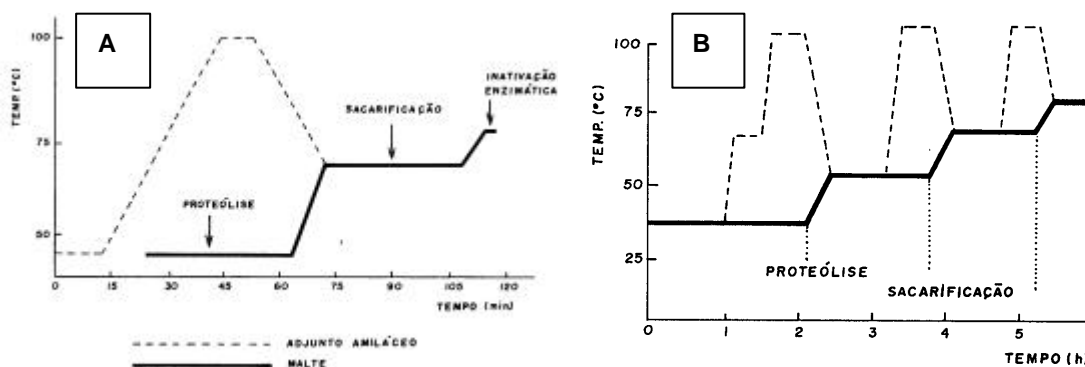 A
TEMP.(°C)
100
75
50
PROTEÓLISE
SACARIFICAÇÃO
INATIVAÇÃO
ENZIMÁTICA
0 15 30 45 60 75 90 105 120
TEMPO (min)
ADJUNTO AMILÁCEO
MALTE
B
TEMP. (°C)
100
75
50
25
PROTEÓLISE
SACARIFICAÇÃO
0 1 2 3 4 5
TEMPO (h)